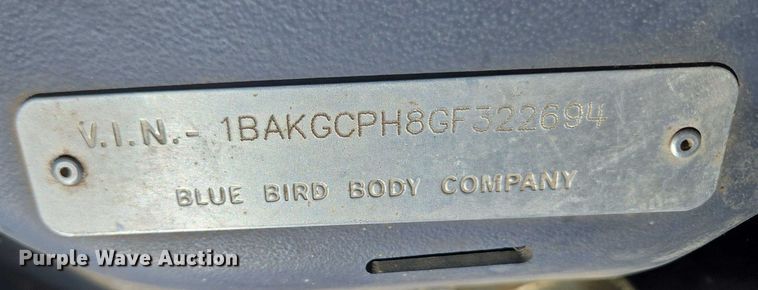 V.I.N.- 1BAKGCPH8GF322694
BLUE BIRD BODY COMPANY
Purple Wave Auction